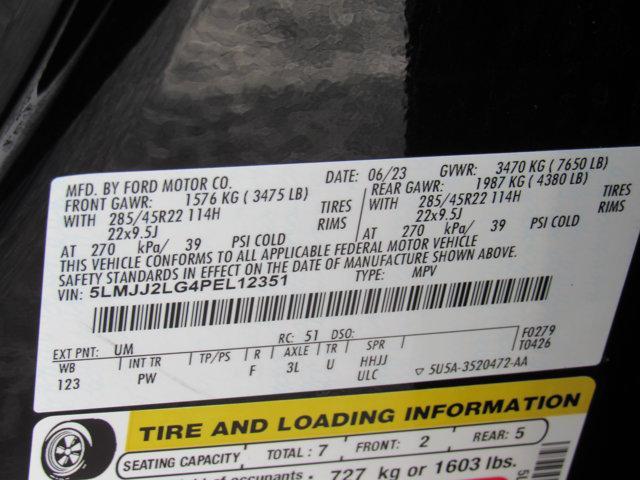 MFD. BY FORD MOTOR CO. DATE: 06/23 GVWR: 3470 KG (7650 LB)
FRONT GAWR: 1576 KG (3475 LB) REAR GAWR: 1987 KG (4380 LB)
WITH 285/45R22 114H TIRES WITH 285/45R22 114H TIRES
22x9.5J RIMS 22x9.5J RIMS
AT 270 kPa/ 39 PSI COLD AT 270 kPa/ 39 PSI COLD
THIS VEHICLE CONFORMS TO ALL APPLICABLE FEDERAL MOTOR VEHICLE
SAFETY STANDARDS IN EFFECT ON THE DATE OF MANUFACTURE SHOWN ABOVE.
VIN: 5LMJJ2LG4PEL12351 TYPE: MPV
EXT PNT: UM RC: 51 DSO: F0279
WB INT TR TP/PS R AXLE TR SPR T0426
123 PW F 3L U HHJJ
ULC 5U5A-3520472-AA
TIRE AND LOADING INFORMATION
SEATING CAPACITY TOTAL: 7 FRONT: 2 REAR: 5
of occupants 727 kg or 1603 lbs.